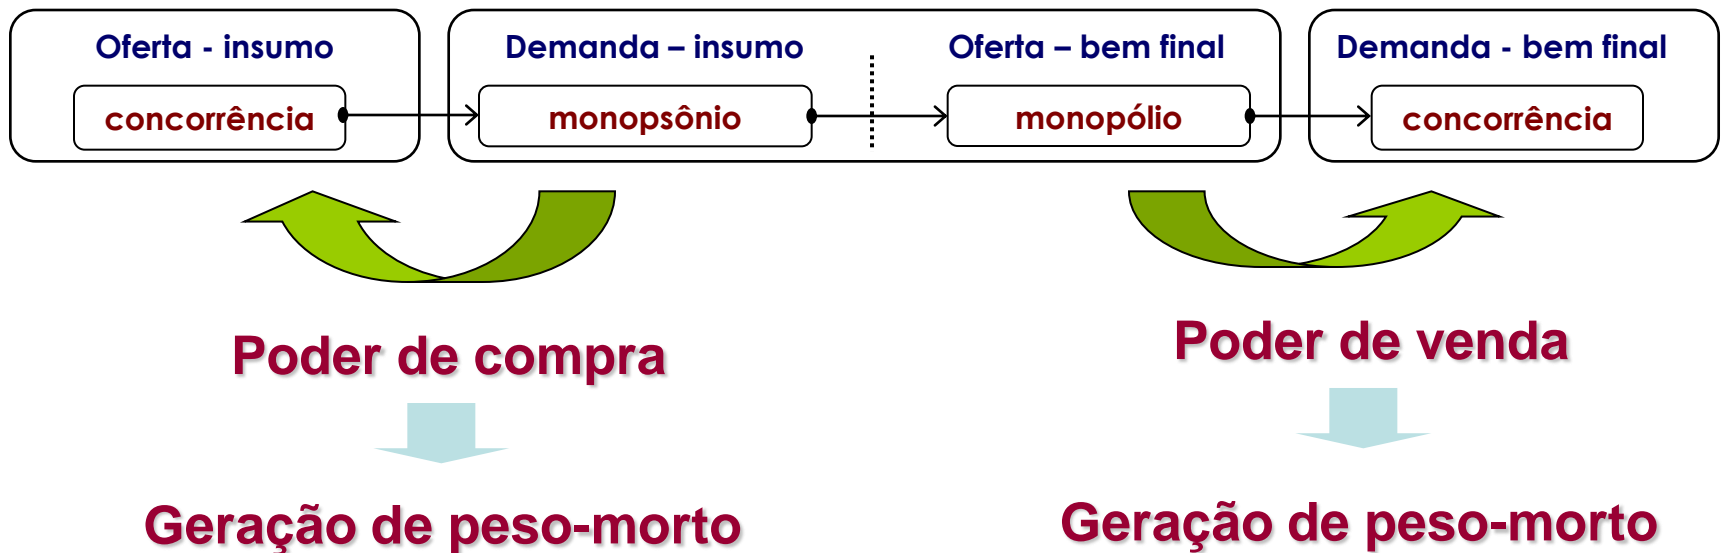 Oferta - insumo
Demanda – insumo
Oferta – bem final
Demanda - bem final
concorrência
monopsônio
monopólio
concorrência
Poder de compra
Poder de venda
Geração de peso-morto
Geração de peso-morto